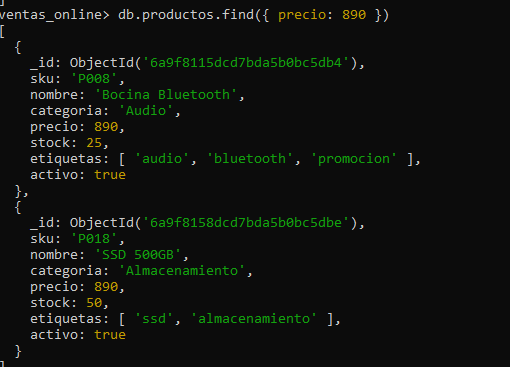 ]
ventas_online> db.productos.find({ precio: 890 })
[
  {
    _id: ObjectId('6a9f8115dcd7bda5b0bc5db4'),
    sku: 'P008',
    nombre: 'Bocina Bluetooth',
    categoria: 'Audio',
    precio: 890,
    stock: 25,
    etiquetas: [ 'audio', 'bluetooth', 'promocion' ],
    activo: true
  },
  {
    _id: ObjectId('6a9f8158dcd7bda5b0bc5dbe'),
    sku: 'P018',
    nombre: 'SSD 500GB',
    categoria: 'Almacenamiento',
    precio: 890,
    stock: 50,
    etiquetas: [ 'ssd', 'almacenamiento' ],
    activo: true
  }
]